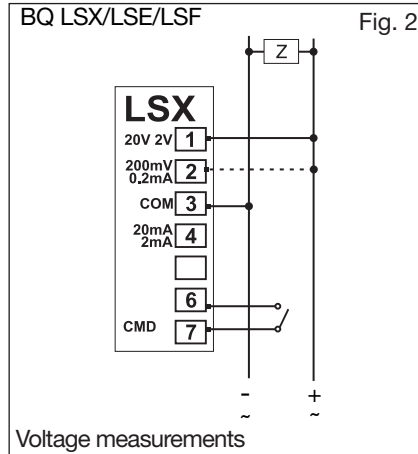 BQ LSX/LSE/LSF
Fig. 2
Z
LSX
20V 2V 1
200mV
0.2mA 2
COM 3
20mA
2mA 4
6
CMD 7
- +
~ ~
Voltage measurements